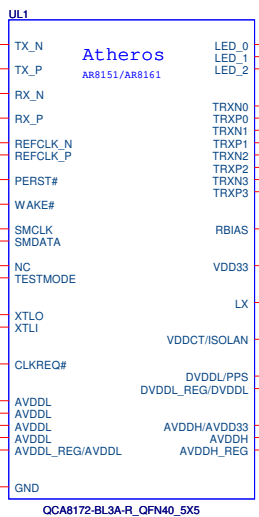 UL1
Atheros
AR8151/AR8161
TX_N
TX_P
RX_N
RX_P
REFCLK_N
REFCLK_P
PERST#
WAKE#
SMCLK
SMDATA
NC
TESTMODE
XTLO
XTLI
CLKREQ#
AVDDL
AVDDL
AVDDL
AVDDL
AVDDL_REG/AVDDL
GND
LED_0
LED_1
LED_2
TRXN0
TRXP0
TRXN1
TRXP1
TRXN2
TRXP2
TRXN3
TRXP3
RBIAS
VDD33
LX
VDDCT/ISOLAN
DVDDL/PPS
DVDDL_REG/DVDDL
AVDDH/AVDD33
AVDDH
AVDDH_REG
QCA8172-BL3A-R_QFN40_5X5